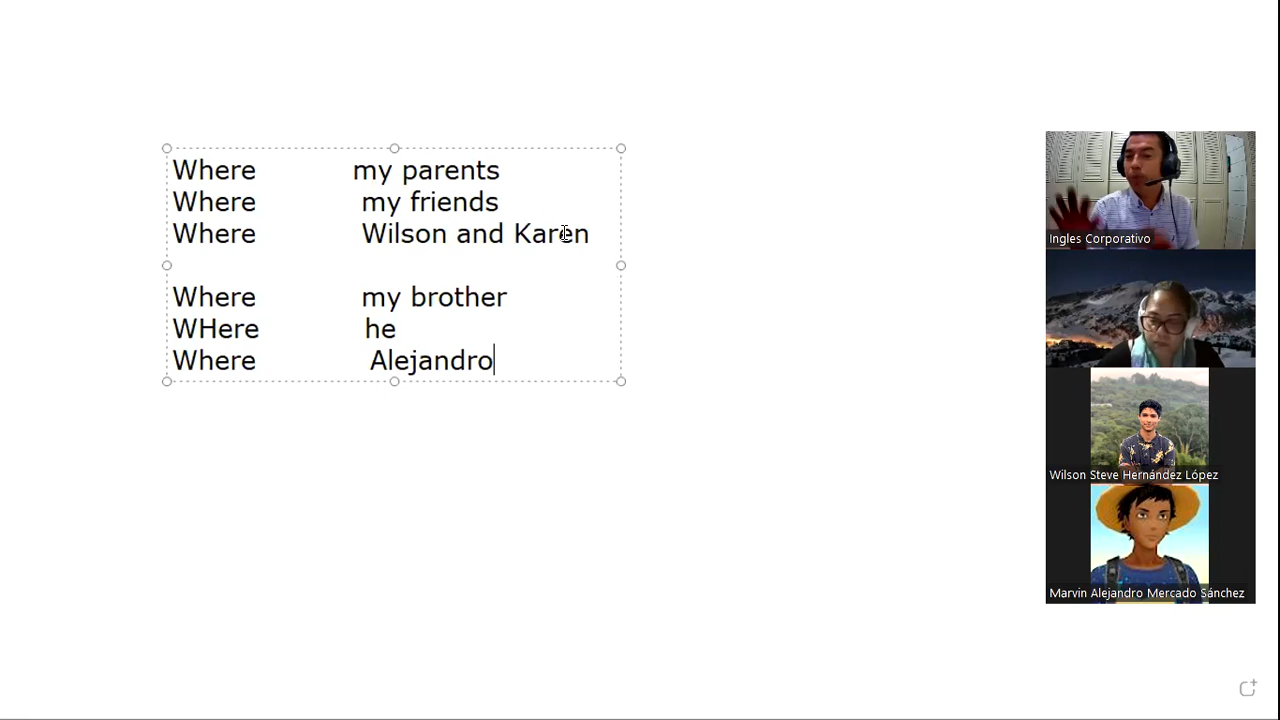 Where my parents
Where my friends
Where Wilson and Karen
Where my brother
WHere he
Where Alejandro
Ingles Corporativo
Wilson Steve Hernández López
Marvin Alejandro Mercado Sánchez